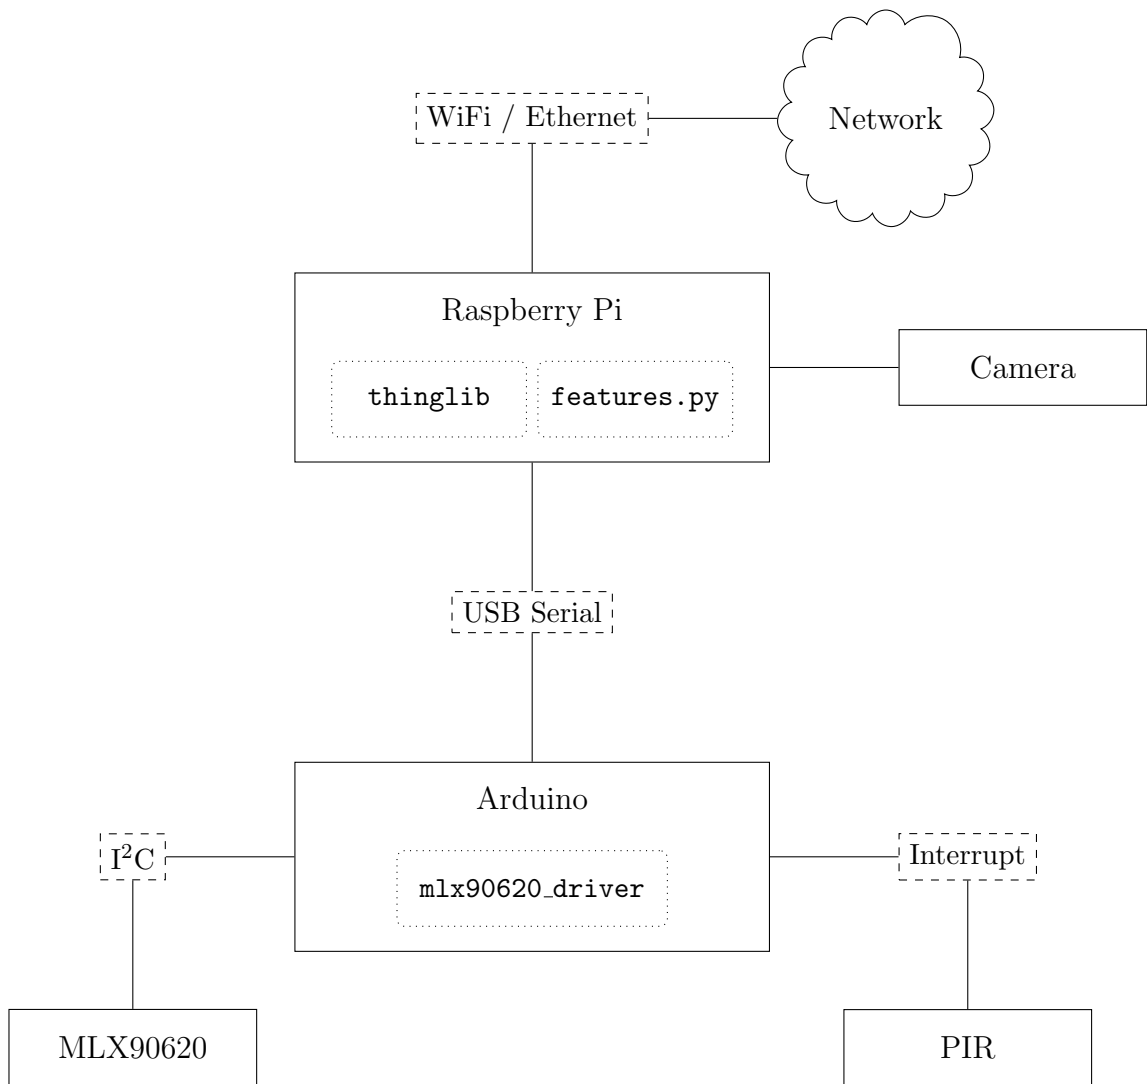 WiFi / Ethernet
Network
Raspberry Pi
thinglib
features.py
Camera
USB Serial
Arduino
I²C
Interrupt
mlx90620_driver
MLX90620
PIR